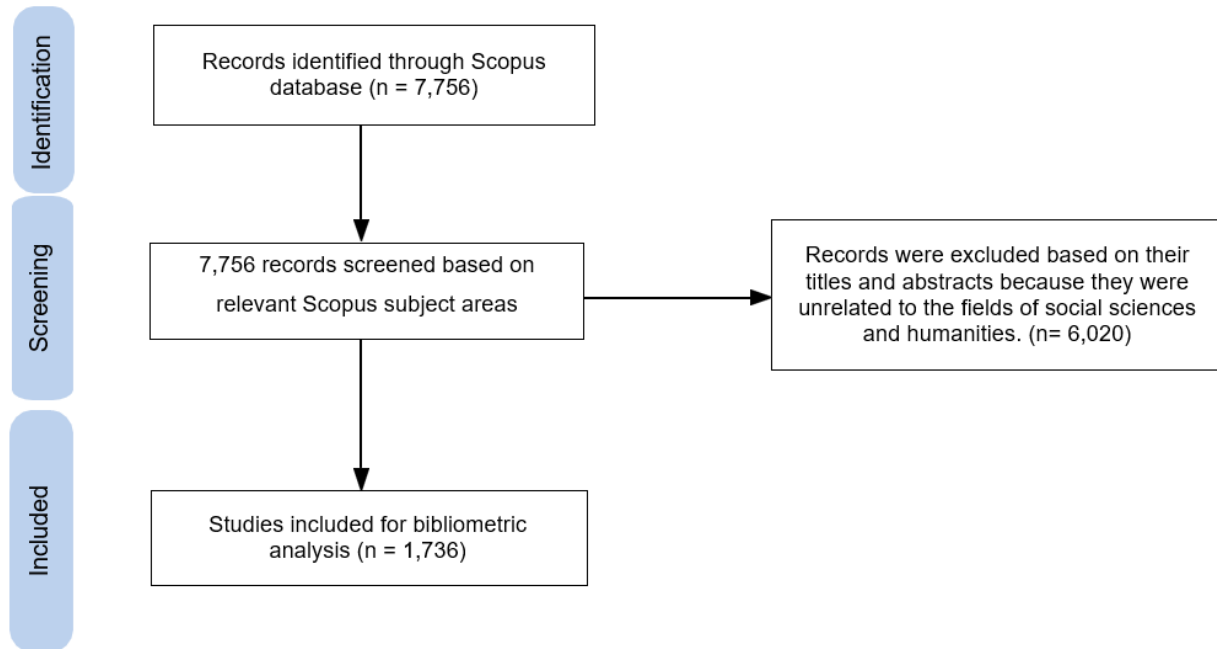 Identification
Records identified through Scopus
database (n = 7,756)
Screening
7,756 records screened based on
relevant Scopus subject areas
Records were excluded based on their
titles and abstracts because they were
unrelated to the fields of social sciences
and humanities. (n= 6,020)
Included
Studies included for bibliometric
analysis (n = 1,736)